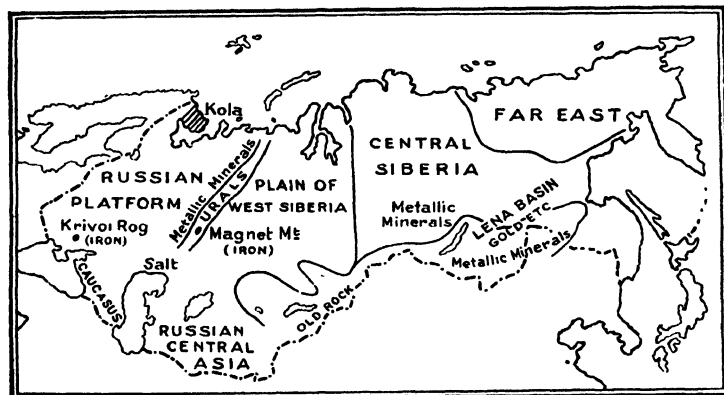 Kola
FAR EAST
CENTRAL
SIBERIA
RUSSIAN
PLATFORM
Metallic Minerals
URALS
PLAIN OF
WEST SIBERIA
Krivoi Rog
(IRON)
Magnet Mt
(IRON)
Metallic
Minerals
LENA BASIN
GOLD·ETC
Metallic Minerals
Salt
CAUCASUS
OLD ROCK
RUSSIAN
CENTRAL
ASIA